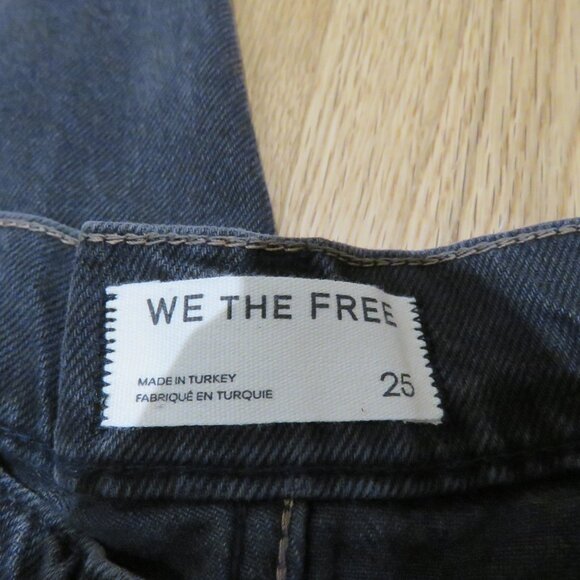 WE THE FREE
MADE IN TURKEY
FABRIQUÉ EN TURQUIE
25